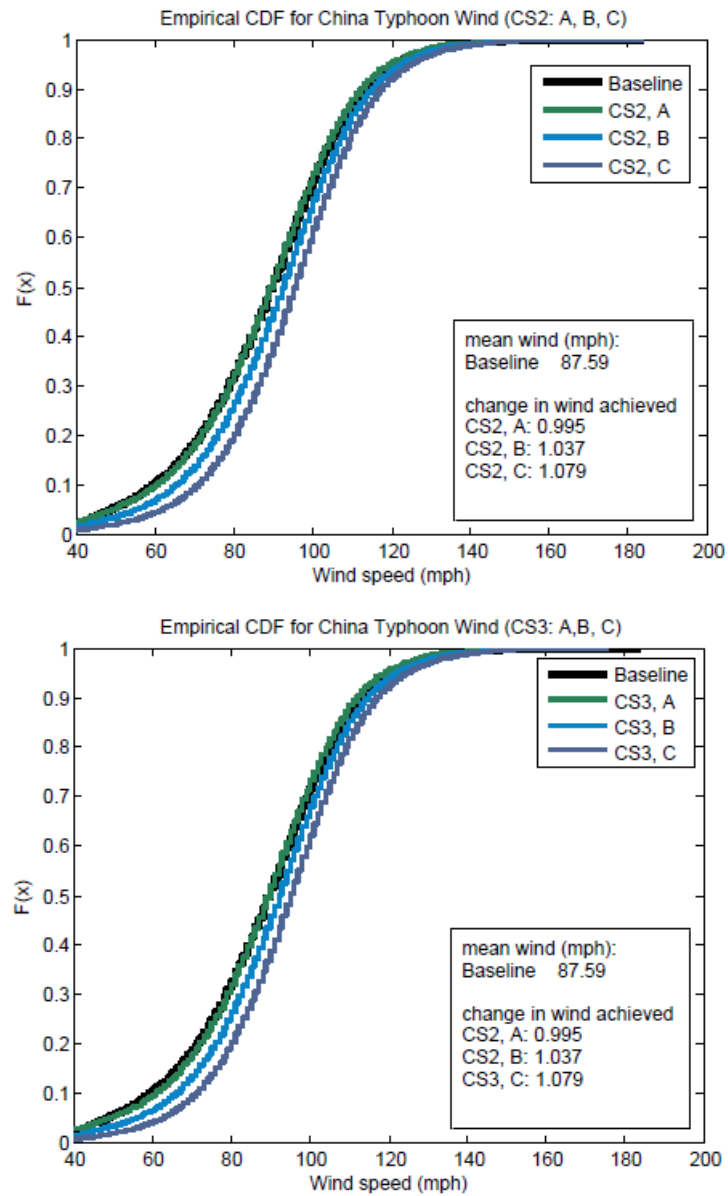 Empirical CDF for China Typhoon Wind (CS2: A, B, C)
1
0.9
0.8
0.7
0.6
0.5
0.4
0.3
0.2
0.1
0
F(x)
Baseline
CS2, A
CS2, B
CS2, C
mean wind (mph):
Baseline 87.59
change in wind achieved
CS2, A: 0.995
CS2, B: 1.037
CS2, C: 1.079
40 60 80 100 120 140 160 180 200
Wind speed (mph)
Empirical CDF for China Typhoon Wind (CS3: A,B, C)
1
0.9
0.8
0.7
0.6
0.5
0.4
0.3
0.2
0.1
0
F(x)
Baseline
CS3, A
CS3, B
CS3, C
mean wind (mph):
Baseline 87.59
change in wind achieved
CS2, A: 0.995
CS2, B: 1.037
CS3, C: 1.079
40 60 80 100 120 140 160 180 200
Wind speed (mph)